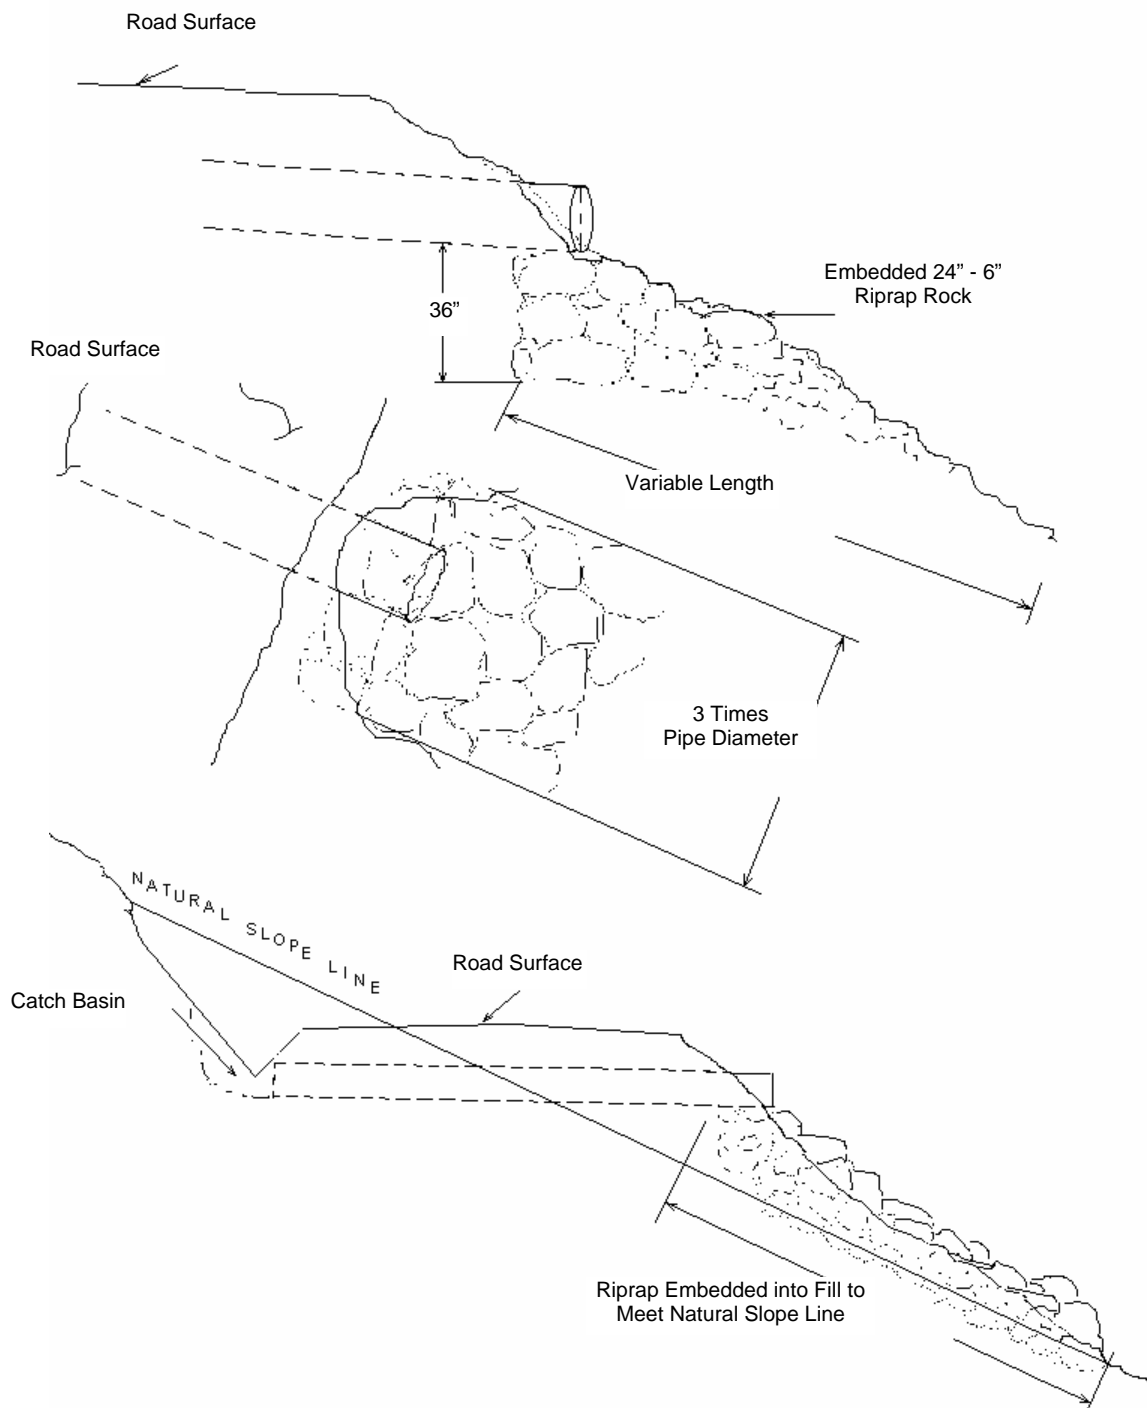 Road Surface
Embedded 24” - 6”
Riprap Rock
36”
Road Surface
Variable Length
3 Times
Pipe Diameter
NATURAL SLOPE LINE
Road Surface
Catch Basin
Riprap Embedded into Fill to
Meet Natural Slope Line